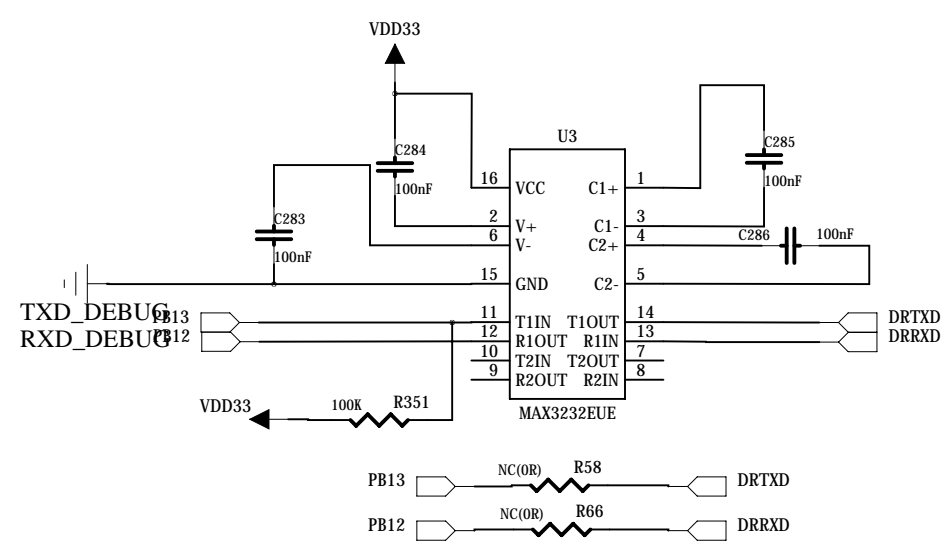 VDD33
U3
C284
100nF
C285
100nF
C283
100nF
C286 100nF
16 VCC C1+ 1
2 V+ C1- 3
6 V- C2+ 4
15 GND C2- 5
TXD_DEBUG PB13 11 T1IN T1OUT 14 DRTXD
RXD_DEBUG PB12 12 R1OUT R1IN 13 DRRXD
10 T2IN T2OUT 7
9 R2OUT R2IN 8
MAX3232EUE
VDD33 100K R351
PB13 NC(0R) R58 DRTXD
PB12 NC(0R) R66 DRRXD